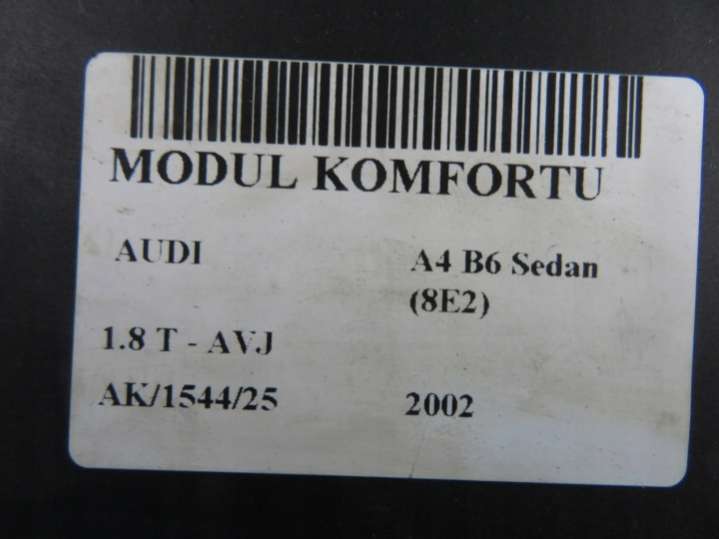 MODUL KOMFORTU
AUDI
A4 B6 Sedan
(8E2)
1.8 T - AVJ
AK/1544/25
2002